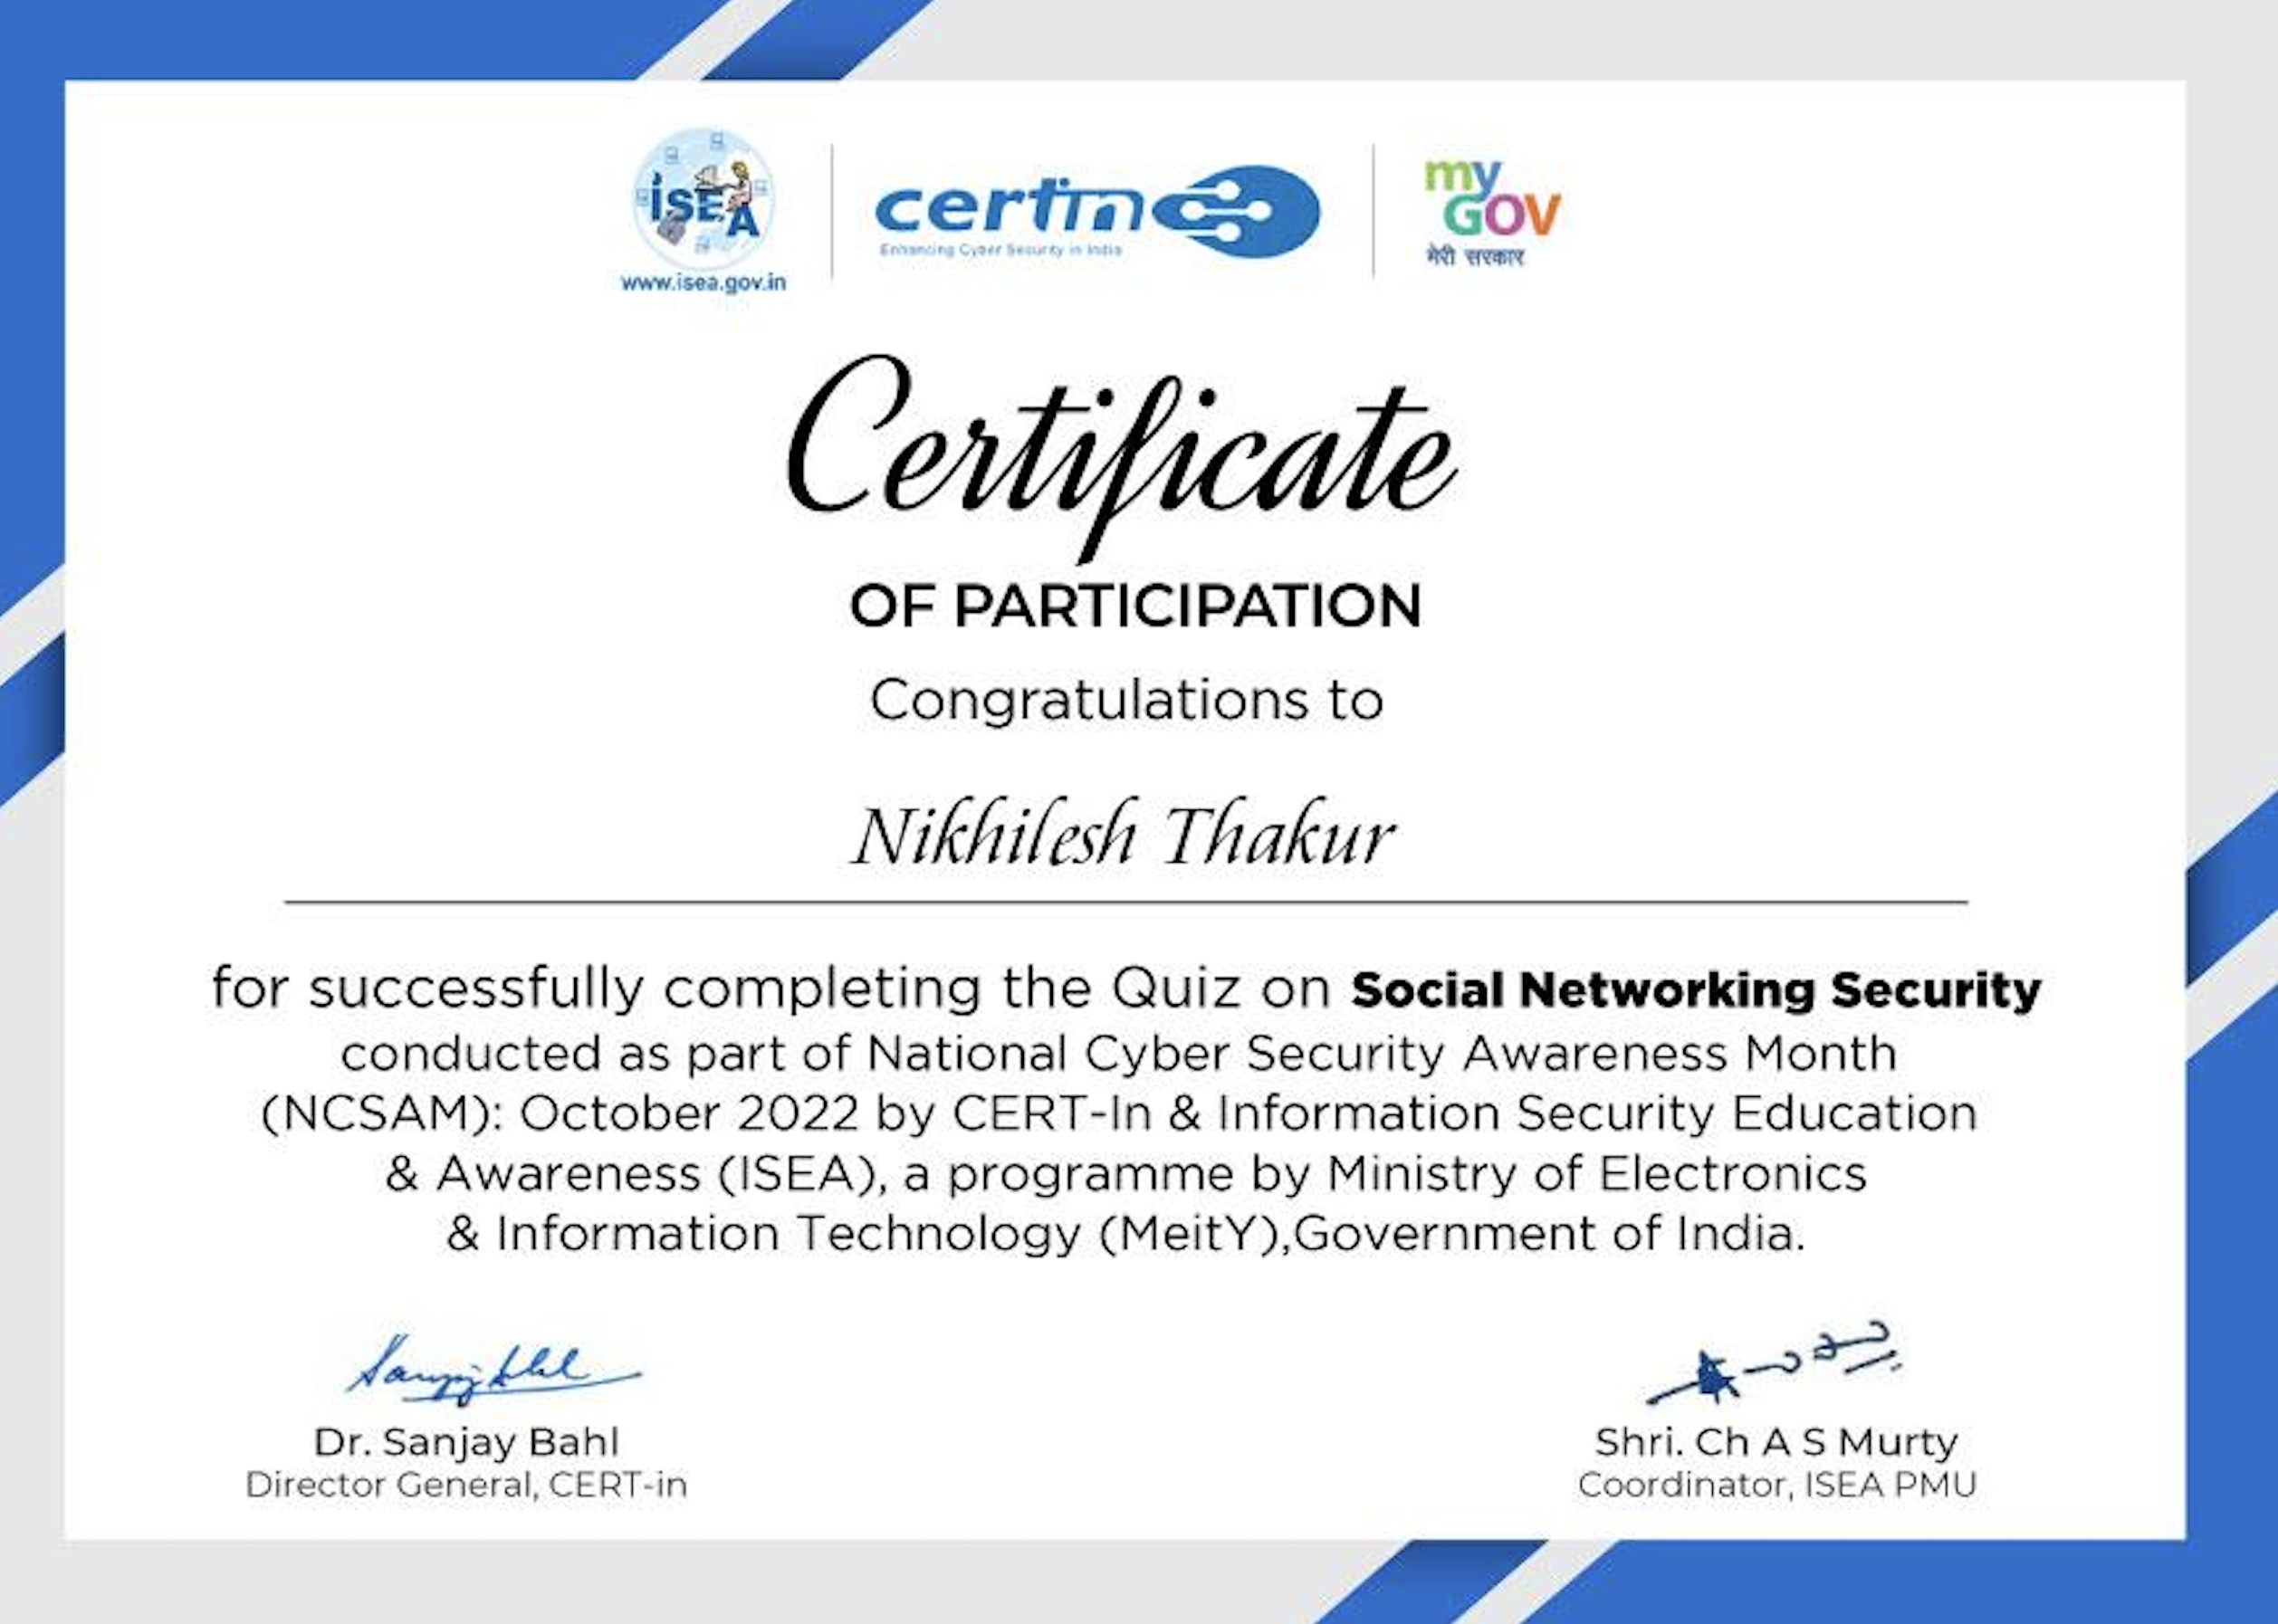 iSEA
www.isea.gov.in
certin
Enhancing Cyber Security in India
my
GOV
मेरी सरकार
Certificate
OF PARTICIPATION
Congratulations to
Nikhilesh Thakur
for successfully completing the Quiz on Social Networking Security
conducted as part of National Cyber Security Awareness Month
(NCSAM): October 2022 by CERT-In & Information Security Education
& Awareness (ISEA), a programme by Ministry of Electronics
& Information Technology (MeitY),Government of India.
Dr. Sanjay Bahl
Director General, CERT-in
Shri. Ch A S Murty
Coordinator, ISEA PMU